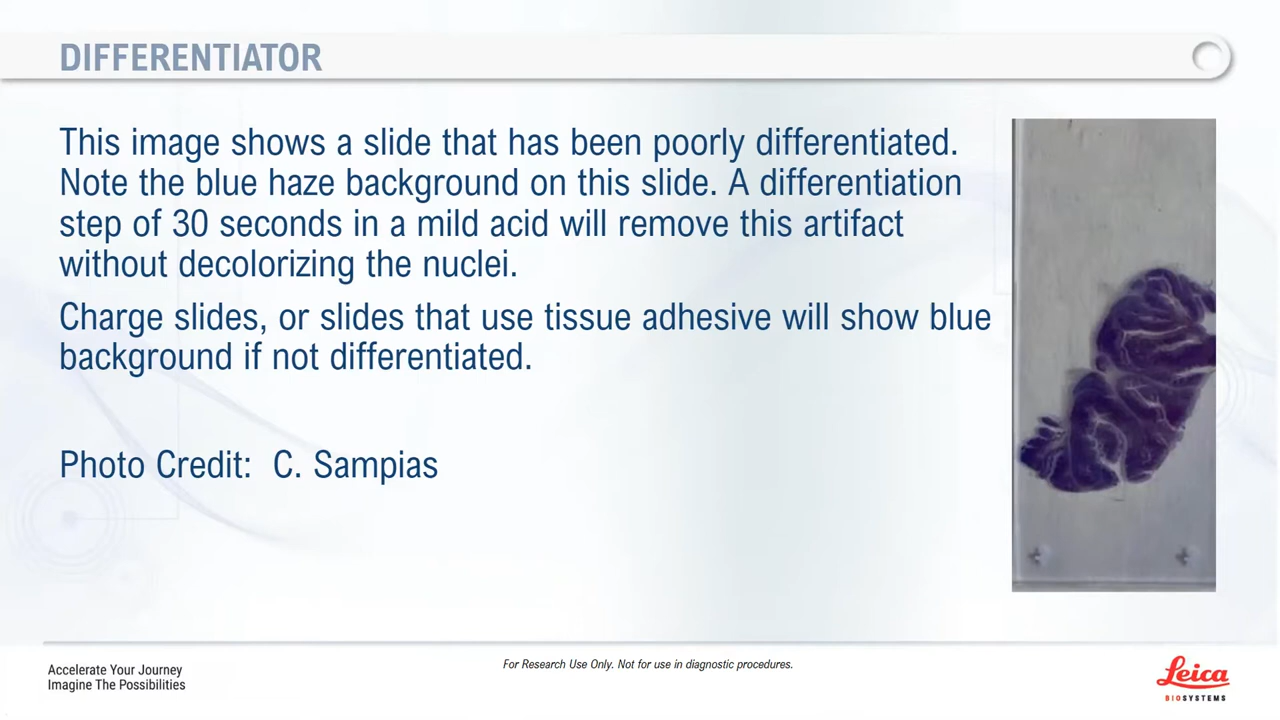 DIFFERENTIATOR
This image shows a slide that has been poorly differentiated.
Note the blue haze background on this slide. A differentiation
step of 30 seconds in a mild acid will remove this artifact
without decolorizing the nuclei.
Charge slides, or slides that use tissue adhesive will show blue
background if not differentiated.
Photo Credit: C. Sampias
Accelerate Your Journey
Imagine The Possibilities
For Research Use Only. Not for use in diagnostic procedures.
Leica
BIOSYSTEMS